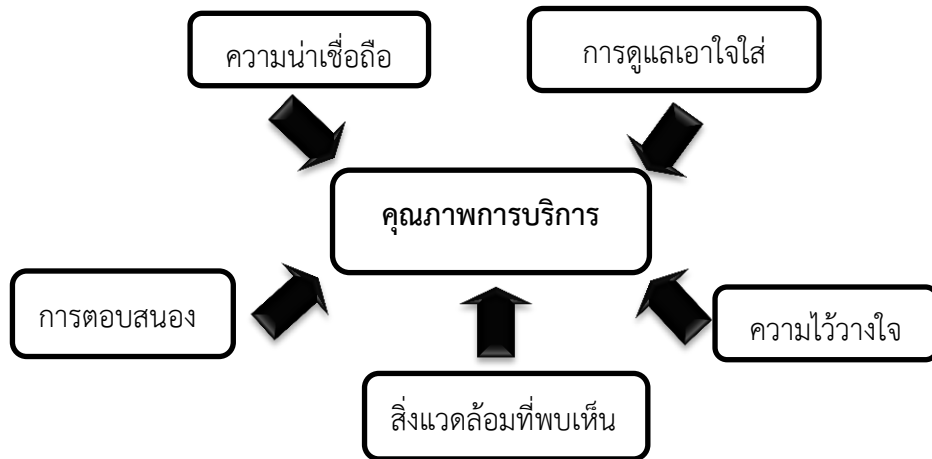 ความน่าเชื่อถือ
การดูแลเอาใจใส่
คุณภาพการบริการ
การตอบสนอง
ความไว้วางใจ
สิ่งแวดล้อมที่พบเห็น